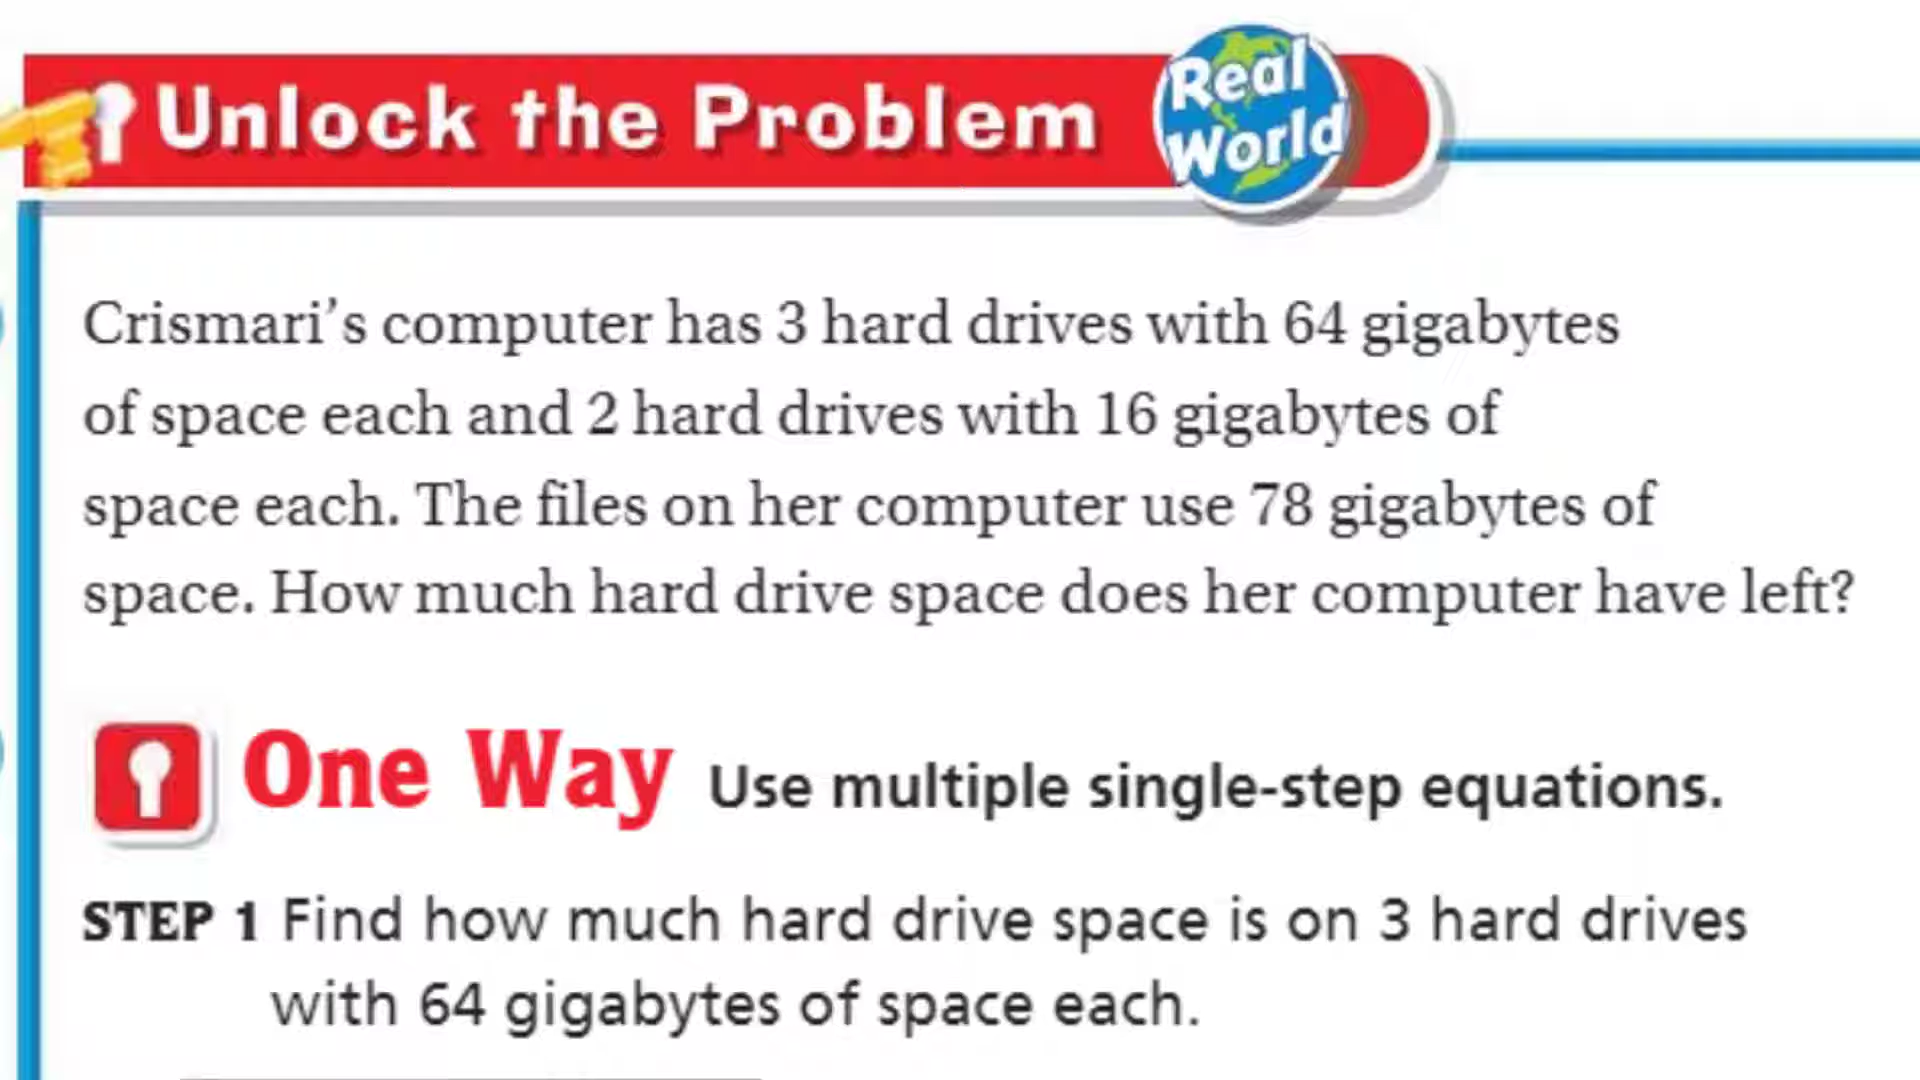 Unlock the Problem
Real
World
Crismari’s computer has 3 hard drives with 64 gigabytes
of space each and 2 hard drives with 16 gigabytes of
space each. The files on her computer use 78 gigabytes of
space. How much hard drive space does her computer have left?
One Way Use multiple single-step equations.
STEP 1 Find how much hard drive space is on 3 hard drives
with 64 gigabytes of space each.